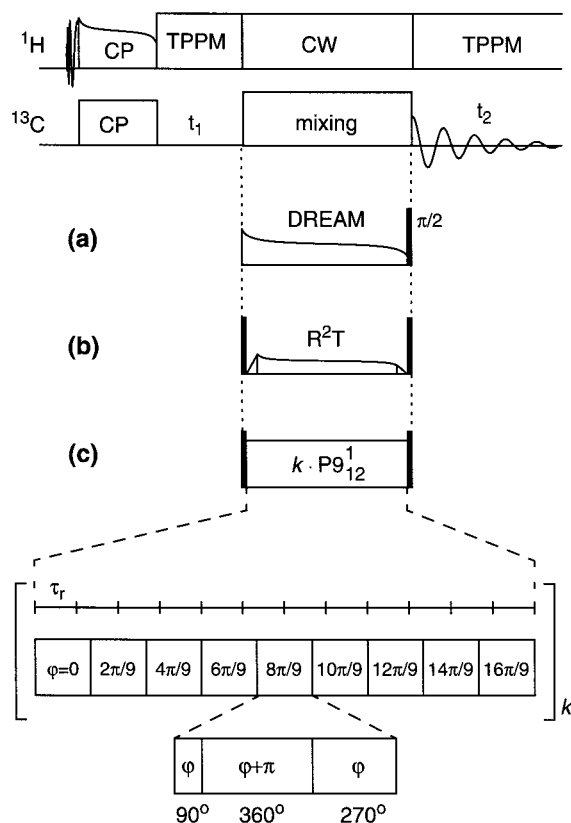 ¹H CP TPPM CW TPPM
¹³C CP t₁ mixing t₂
(a) DREAM π/2
(b) R²T
(c) k · P9¹₁₂
τᵣ
φ=0 2π/9 4π/9 6π/9 8π/9 10π/9 12π/9 14π/9 16π/9
k
φ φ+π φ
90° 360° 270°